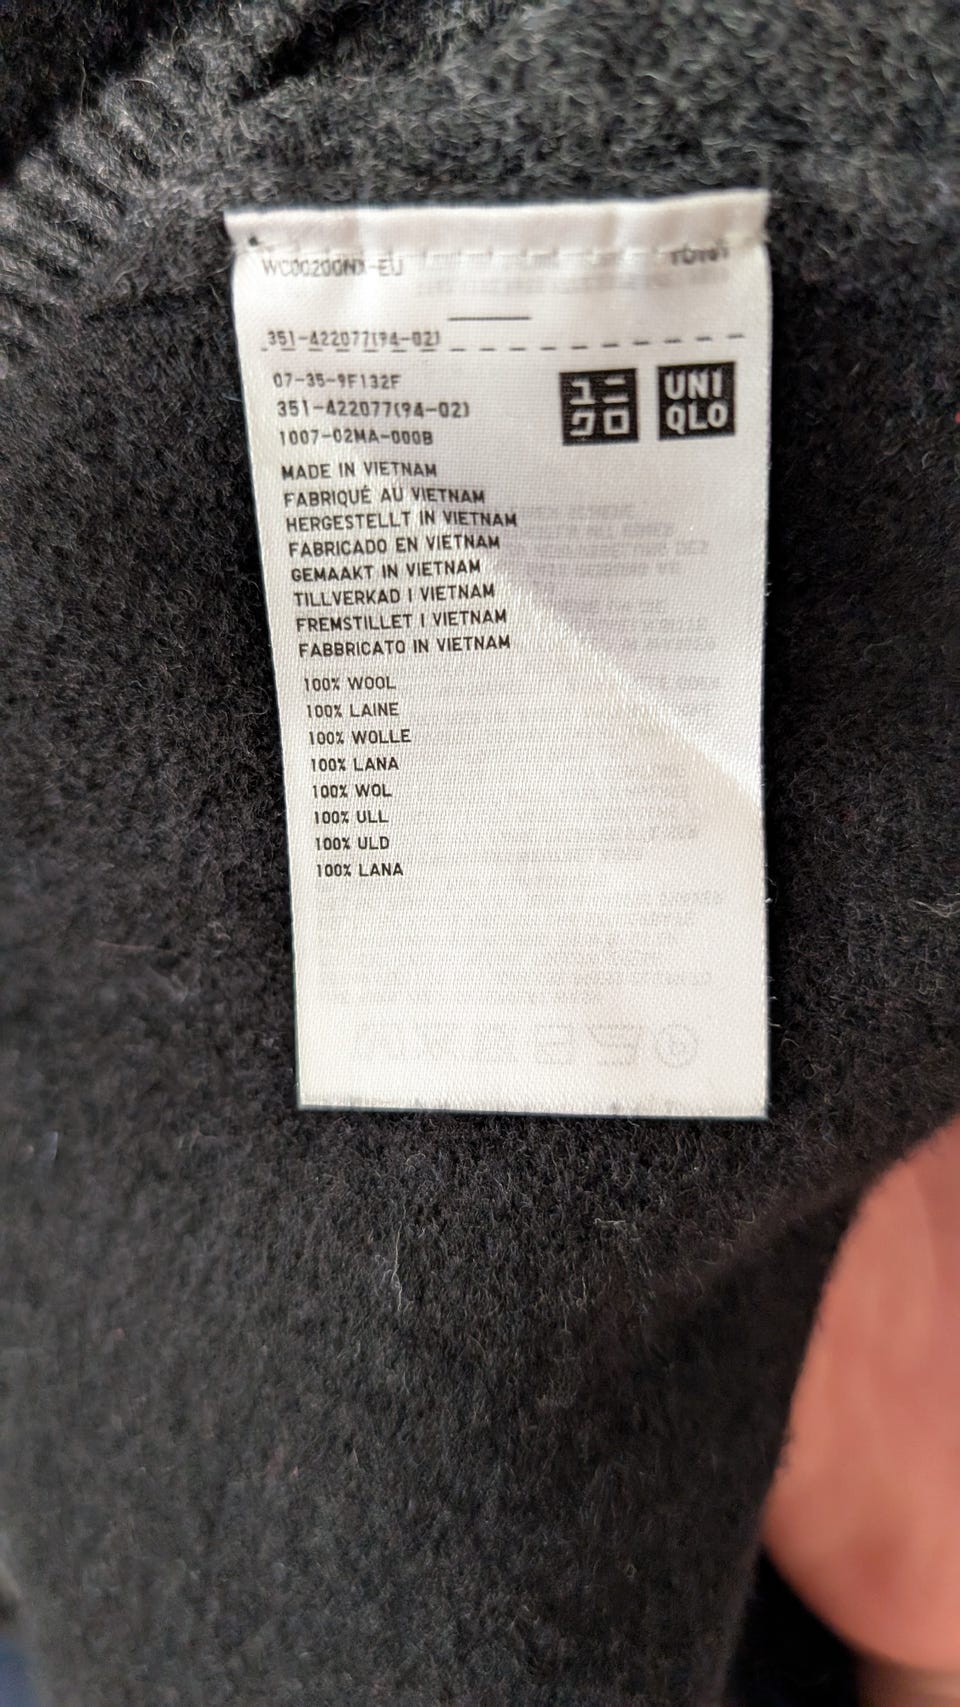 351-422077(94-02)
07-35-9F132F
351-422077(94-02)
1007-02MA-000B
ユニ
クロ
UNI
QLO
MADE IN VIETNAM
FABRIQUÉ AU VIETNAM
HERGESTELLT IN VIETNAM
FABRICADO EN VIETNAM
GEMAAKT IN VIETNAM
TILLVERKAD I VIETNAM
FREMSTILLET I VIETNAM
FABBRICATO IN VIETNAM
100% WOOL
100% LAINE
100% WOLLE
100% LANA
100% WOL
100% ULL
100% ULD
100% LANA